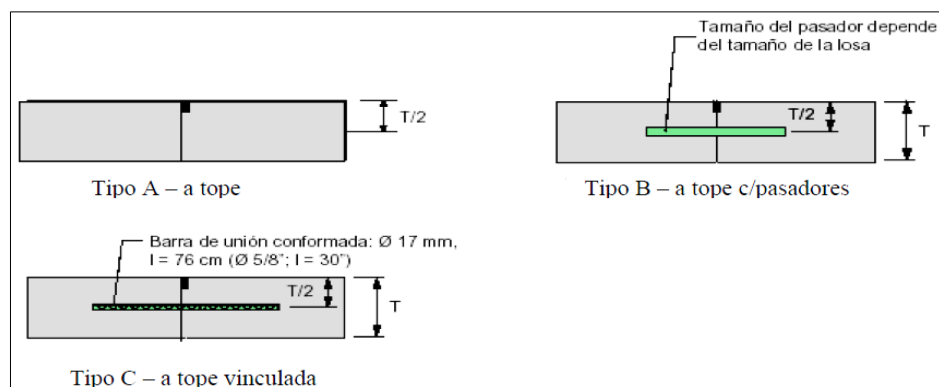 Tamaño del pasador depende
del tamaño de la losa
T/2
T/2
T
Tipo A – a tope
Tipo B – a tope c/pasadores
Barra de unión conformada: Ø 17 mm,
l = 76 cm (Ø 5/8"; l = 30")
T/2
T
Tipo C – a tope vinculada